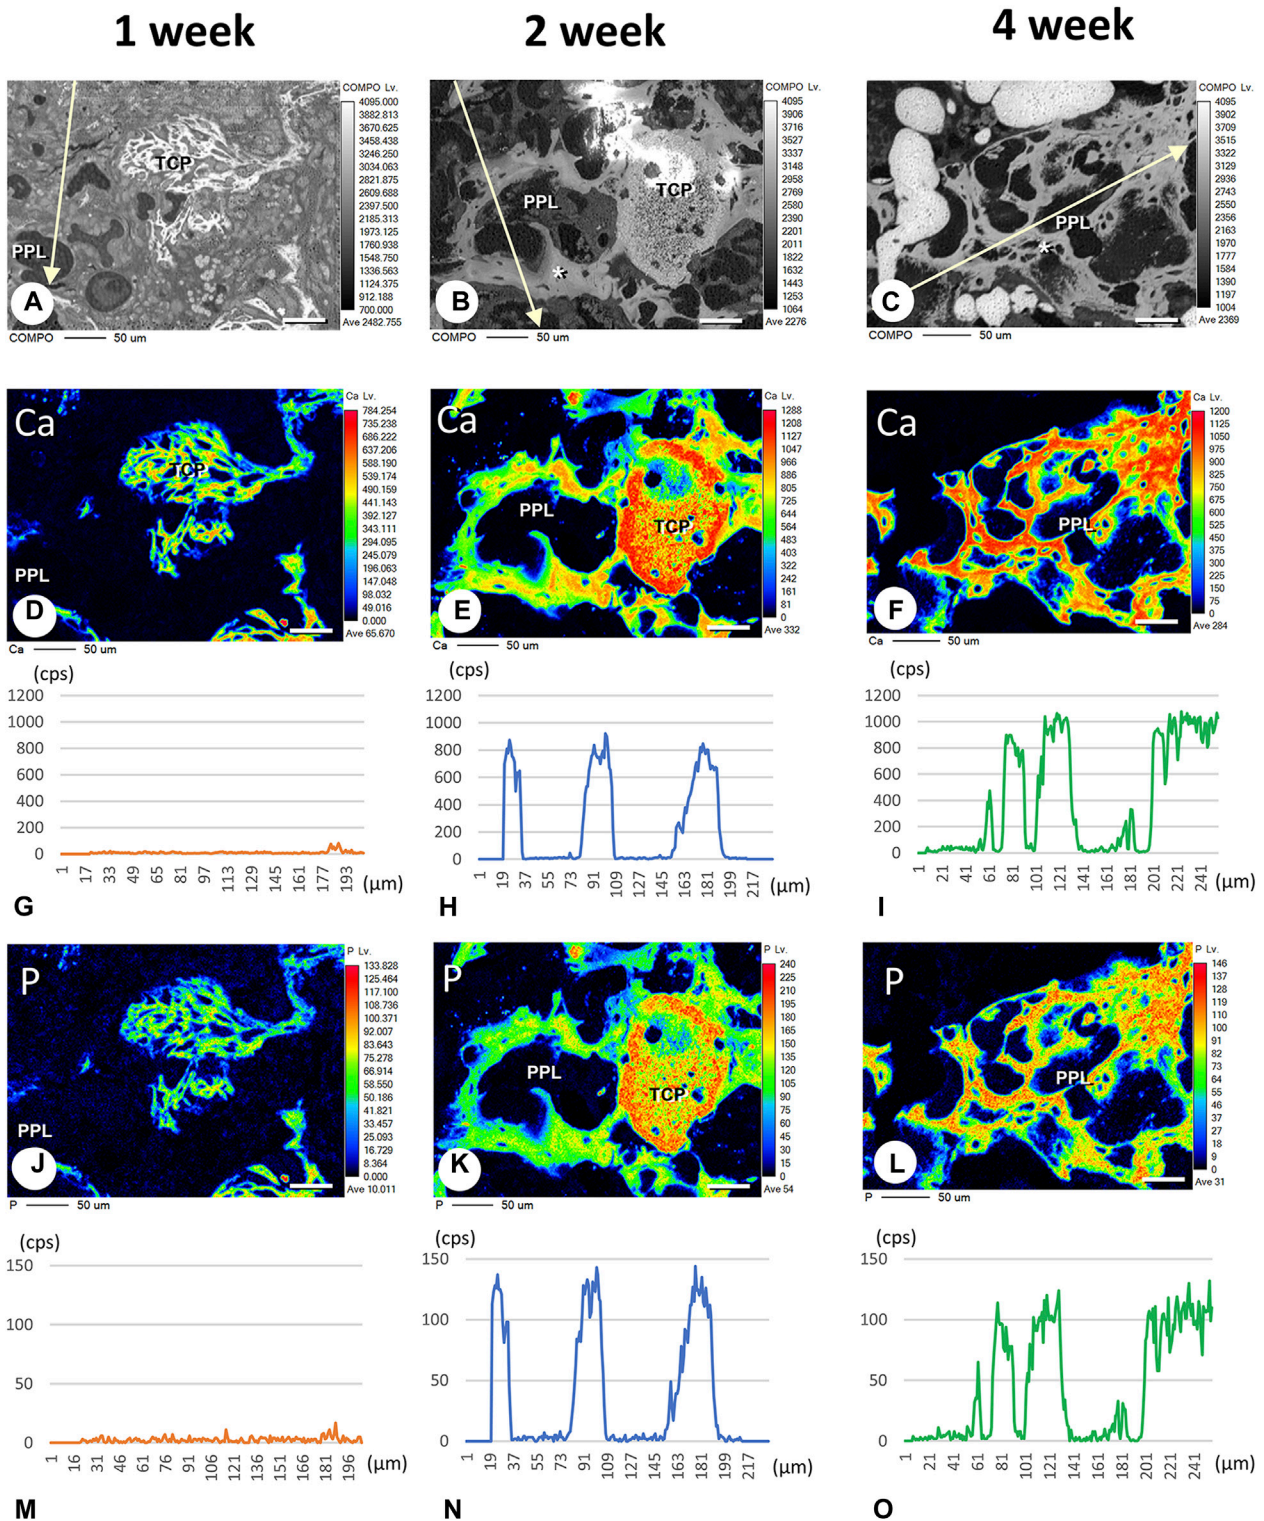 1 week
2 week
4 week
COMPO Lv.
4095.000
3882.813
3670.625
3458.438
3246.250
3034.063
2821.875
2609.688
2397.500
2185.313
1973.125
1760.938
1548.750
1336.563
1124.375
912.188
700.000
Ave 2482.755
TCP
PPL
A
COMPO 50 um
COMPO Lv.
4095
3906
3716
3527
3337
3148
2958
2769
2580
2390
2201
2011
1822
1632
1443
1253
1064
Ave 2276
PPL
TCP
*
B
COMPO 50 um
COMPO Lv.
4095
3902
3709
3515
3322
3129
2936
2743
2550
2356
2163
1970
1777
1584
1390
1197
1004
Ave 2369
PPL
*
C
COMPO 50 um
Ca
Ca Lv.
784.254
735.238
686.222
637.206
588.190
539.174
490.159
441.143
392.127
343.111
294.095
245.079
196.063
147.048
98.032
49.016
0.000
Ave 65.670
TCP
PPL
D
Ca 50 um
Ca
Ca Lv.
1288
1208
1127
1047
966
886
805
725
644
564
483
403
322
242
161
81
0
Ave 332
PPL
TCP
E
Ca 50 um
Ca
Ca Lv.
1200
1125
1050
975
900
825
750
675
600
525
450
375
300
225
150
75
0
Ave 284
PPL
F
Ca 50 um
(cps)
1200
1000
800
600
400
200
0
1 17 33 49 65 81 97 113 129 145 161 177 193 (μm)
G
(cps)
1200
1000
800
600
400
200
0
1 19 37 55 73 91 109 127 145 163 181 199 217 (μm)
H
(cps)
1200
1000
800
600
400
200
0
1 21 41 61 81 101 121 141 161 181 201 221 241 (μm)
I
P
P Lv.
133.828
125.464
117.100
108.736
100.371
92.007
83.643
75.278
66.914
58.550
50.186
41.821
33.457
25.093
16.729
8.364
0.000
Ave 10.011
PPL
J
P 50 um
P
P Lv.
240
225
210
195
180
165
150
135
120
105
90
75
60
45
30
15
0
Ave 54
PPL
TCP
K
P 50 um
P
P Lv.
146
137
128
119
110
100
91
82
73
64
55
46
37
27
18
9
0
Ave 31
PPL
L
P 50 um
(cps)
150
100
50
0
1 16 31 46 61 76 91 106 121 136 151 166 181 196 (μm)
M
(cps)
150
100
50
0
1 19 37 55 73 91 109 127 145 163 181 199 217 (μm)
N
(cps)
150
100
50
0
1 21 41 61 81 101 121 141 161 181 201 221 241 (μm)
O